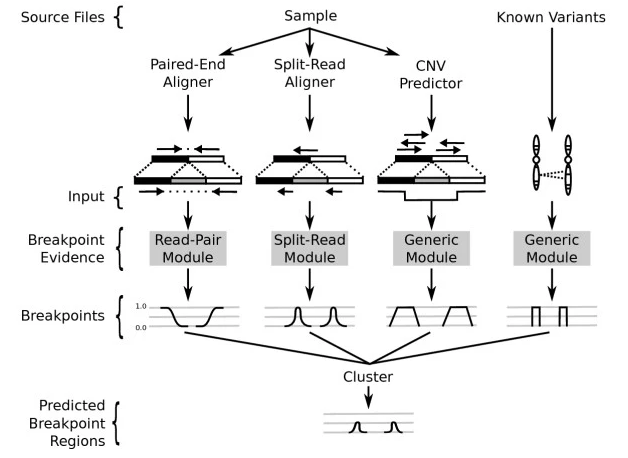 Source Files
Sample
Known Variants
Paired-End
Aligner
Split-Read
Aligner
CNV
Predictor
Input
Breakpoint
Evidence
Read-Pair
Module
Split-Read
Module
Generic
Module
Generic
Module
Breakpoints
1.0
0.0
Cluster
Predicted
Breakpoint
Regions